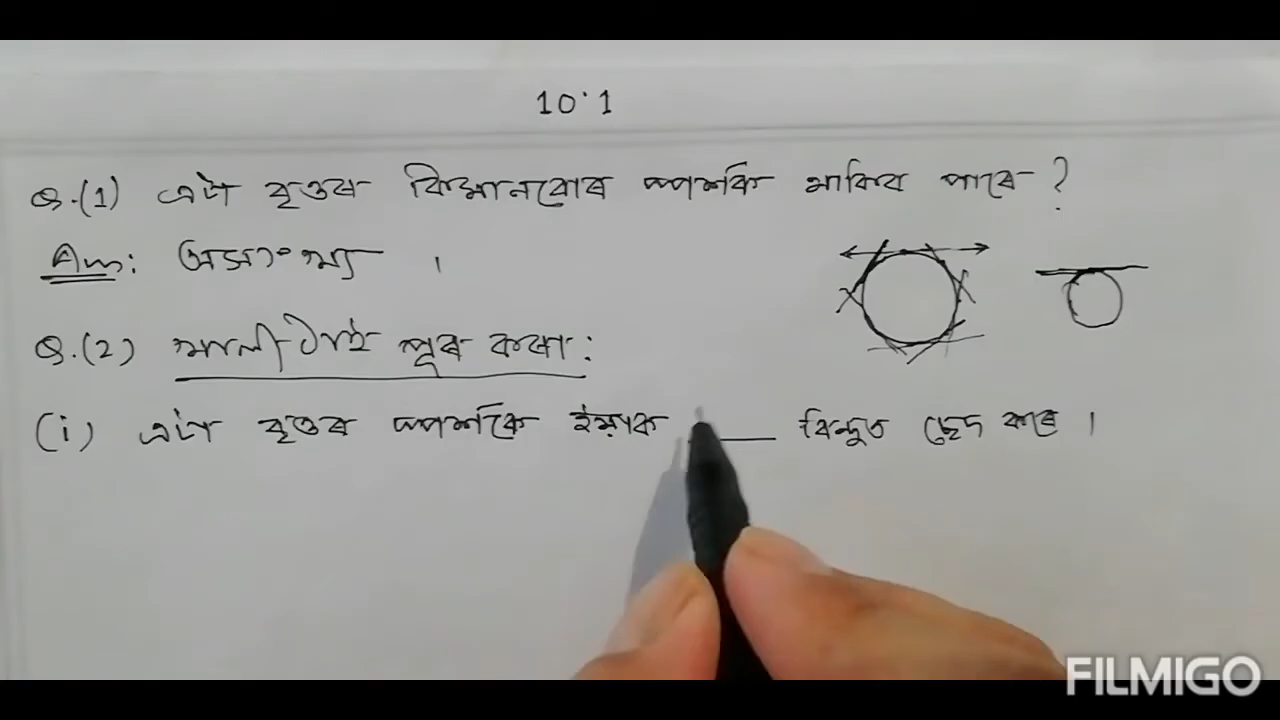 10.1
Q.(1) এটা বৃত্তৰ কিমানবোৰ স্পৰ্শক থাকিব পাৰে ?
Ans: অসংখ্য ।
Q.(2) খালী ঠাই পূৰ কৰা :
(i) এটা বৃত্তৰ স্পৰ্শকে ইয়াক ____ বিন্দুত ছেদ কৰে ।
FILMIGO